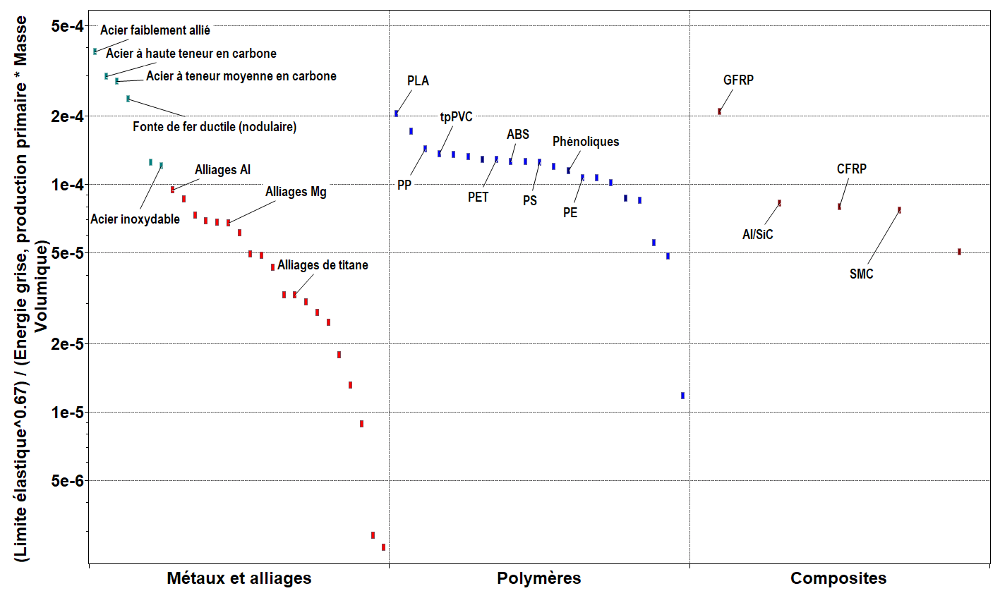 (Limite élastique^0.67) / (Energie grise, production primaire * Masse
Volumique)
5e-4
2e-4
1e-4
5e-5
2e-5
1e-5
5e-6
Acier faiblement allié
Acier à haute teneur en carbone
Acier à teneur moyenne en carbone
Fonte de fer ductile (nodulaire)
Alliages Al
Alliages Mg
Acier inoxydable
Alliages de titane
PLA
tpPVC
ABS
Phénoliques
PP
PET
PS
PE
GFRP
CFRP
Al/SiC
SMC
Métaux et alliages
Polymères
Composites